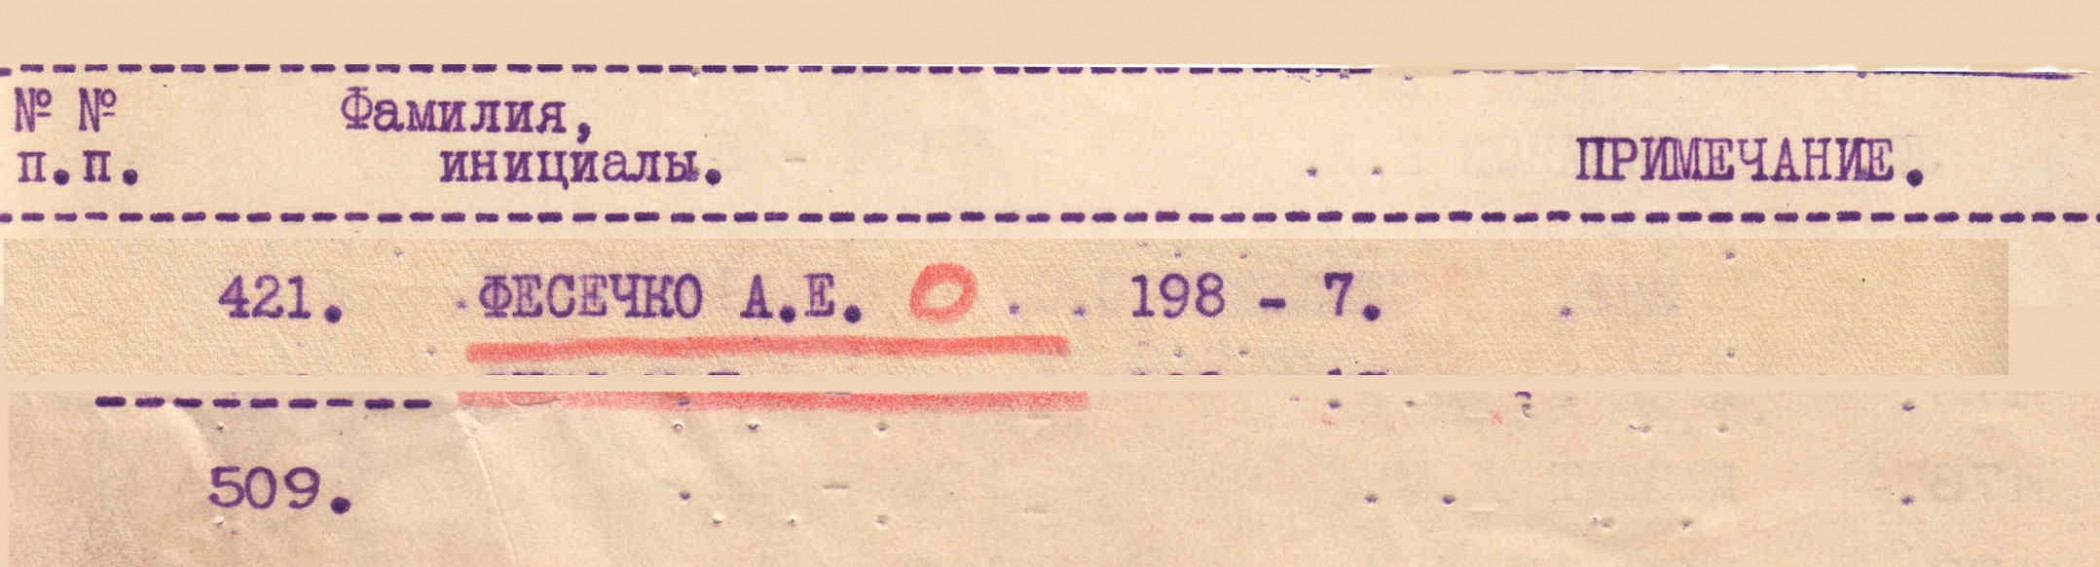 № № Фамилия,
п.п. инициалы. ПРИМЕЧАНИЕ.
421. ФЕСЕЧКО А.Е. О 198 - 7.
509.